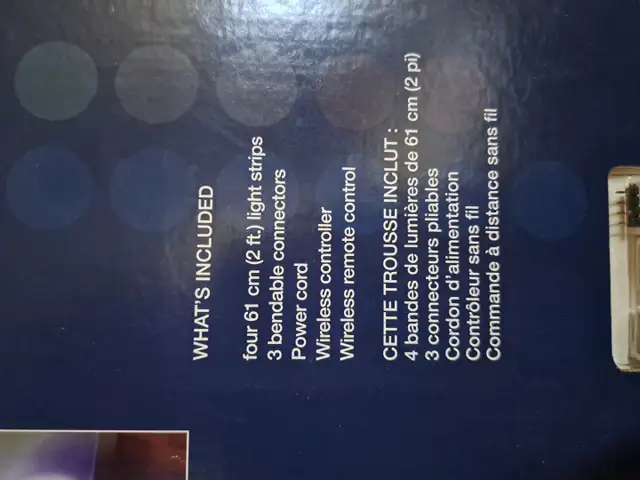 WHAT'S INCLUDED
four 61 cm (2 ft.) light strips
3 bendable connectors
Power cord
Wireless controller
Wireless remote control
CETTE TROUSSE INCLUT :
4 bandes de lumières de 61 cm (2 pi)
3 connecteurs pliables
Cordon d'alimentation
Contrôleur sans fil
Commande à distance sans fil